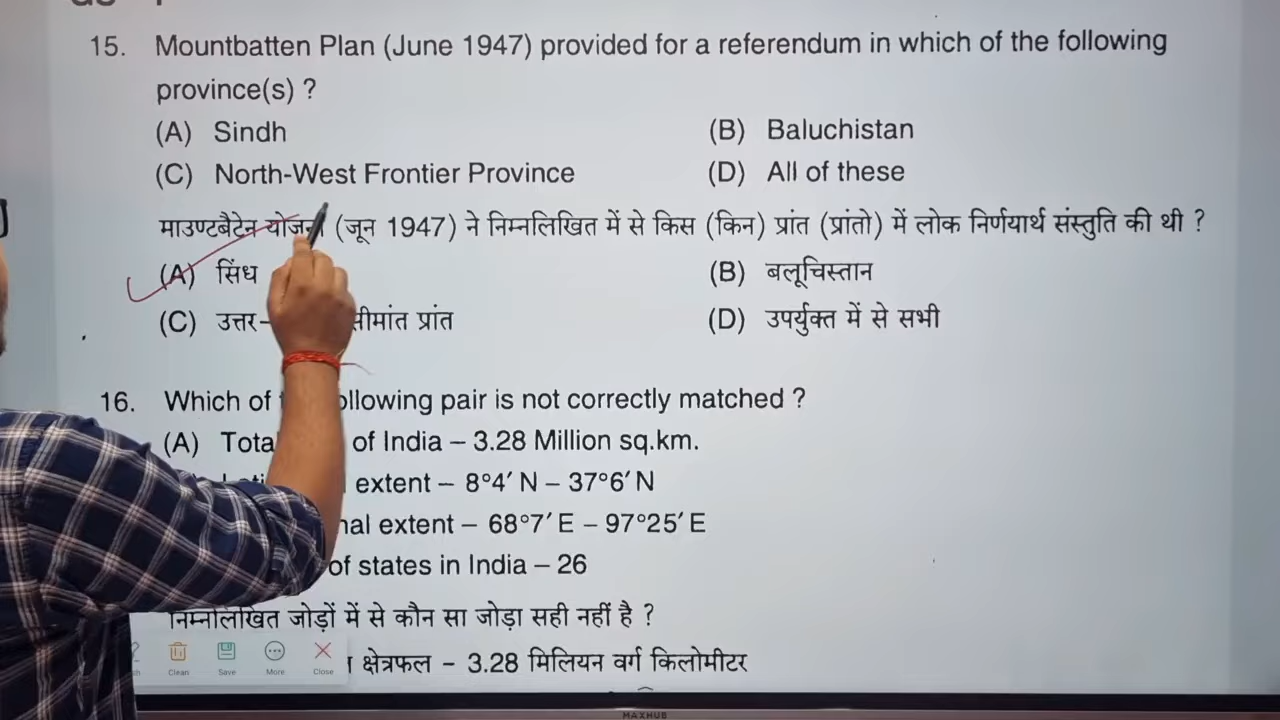 15. Mountbatten Plan (June 1947) provided for a referendum in which of the following
province(s) ?
(A) Sindh (B) Baluchistan
(C) North-West Frontier Province (D) All of these
माउण्टबैटेन योजना (जून 1947) ने निम्नलिखित में से किस (किन) प्रांत (प्रांतो) में लोक निर्णयार्थ संस्तुति की थी ?
(A) सिंध (B) बलूचिस्तान
(C) उत्तर- सीमांत प्रांत (D) उपर्युक्त में से सभी
16. Which of following pair is not correctly matched ?
(A) Total of India – 3.28 Million sq.km.
extent – 8°4′ N – 37°6′ N
extent – 68°7′ E – 97°25′ E
of states in India – 26
निम्नलिखित जोड़ों में से कौन सा जोड़ा सही नहीं है ?
Clean Save More Close
क्षेत्रफल - 3.28 मिलियन वर्ग किलोमीटर
MAXHUB